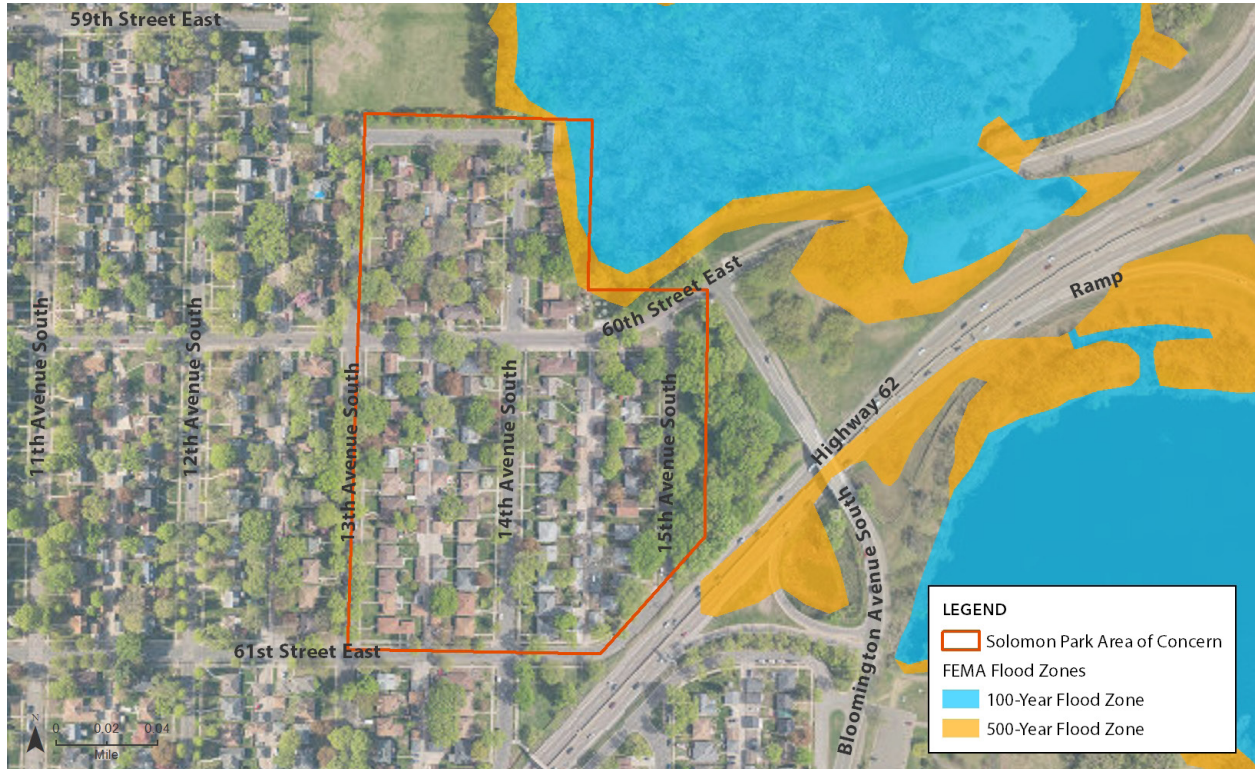 59th Street East
60th Street East
Ramp
11th Avenue South
12th Avenue South
13th Avenue South
14th Avenue South
15th Avenue South
Highway 62
Bloomington Avenue South
61st Street East
N
0 0.02 0.04
Mile
LEGEND
Solomon Park Area of Concern
FEMA Flood Zones
100-Year Flood Zone
500-Year Flood Zone